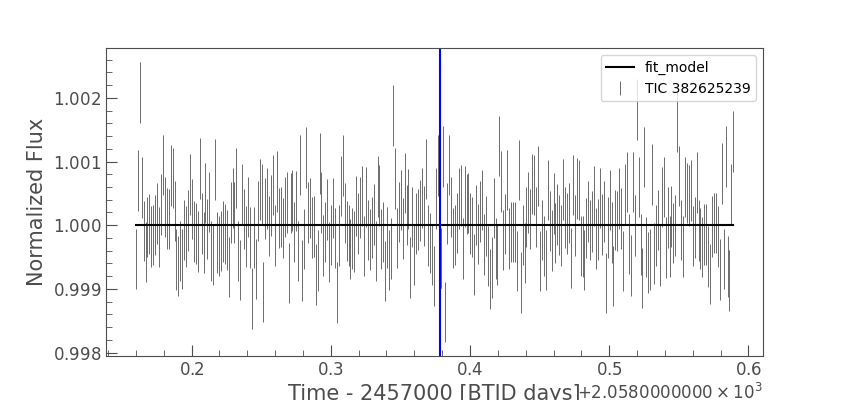 fit_model
TIC 382625239
Normalized Flux
1.002
1.001
1.000
0.999
0.998
0.2
0.3
0.4
0.5
0.6
Time - 2457000 [BTJD days]
+2.0580000000 × 10³